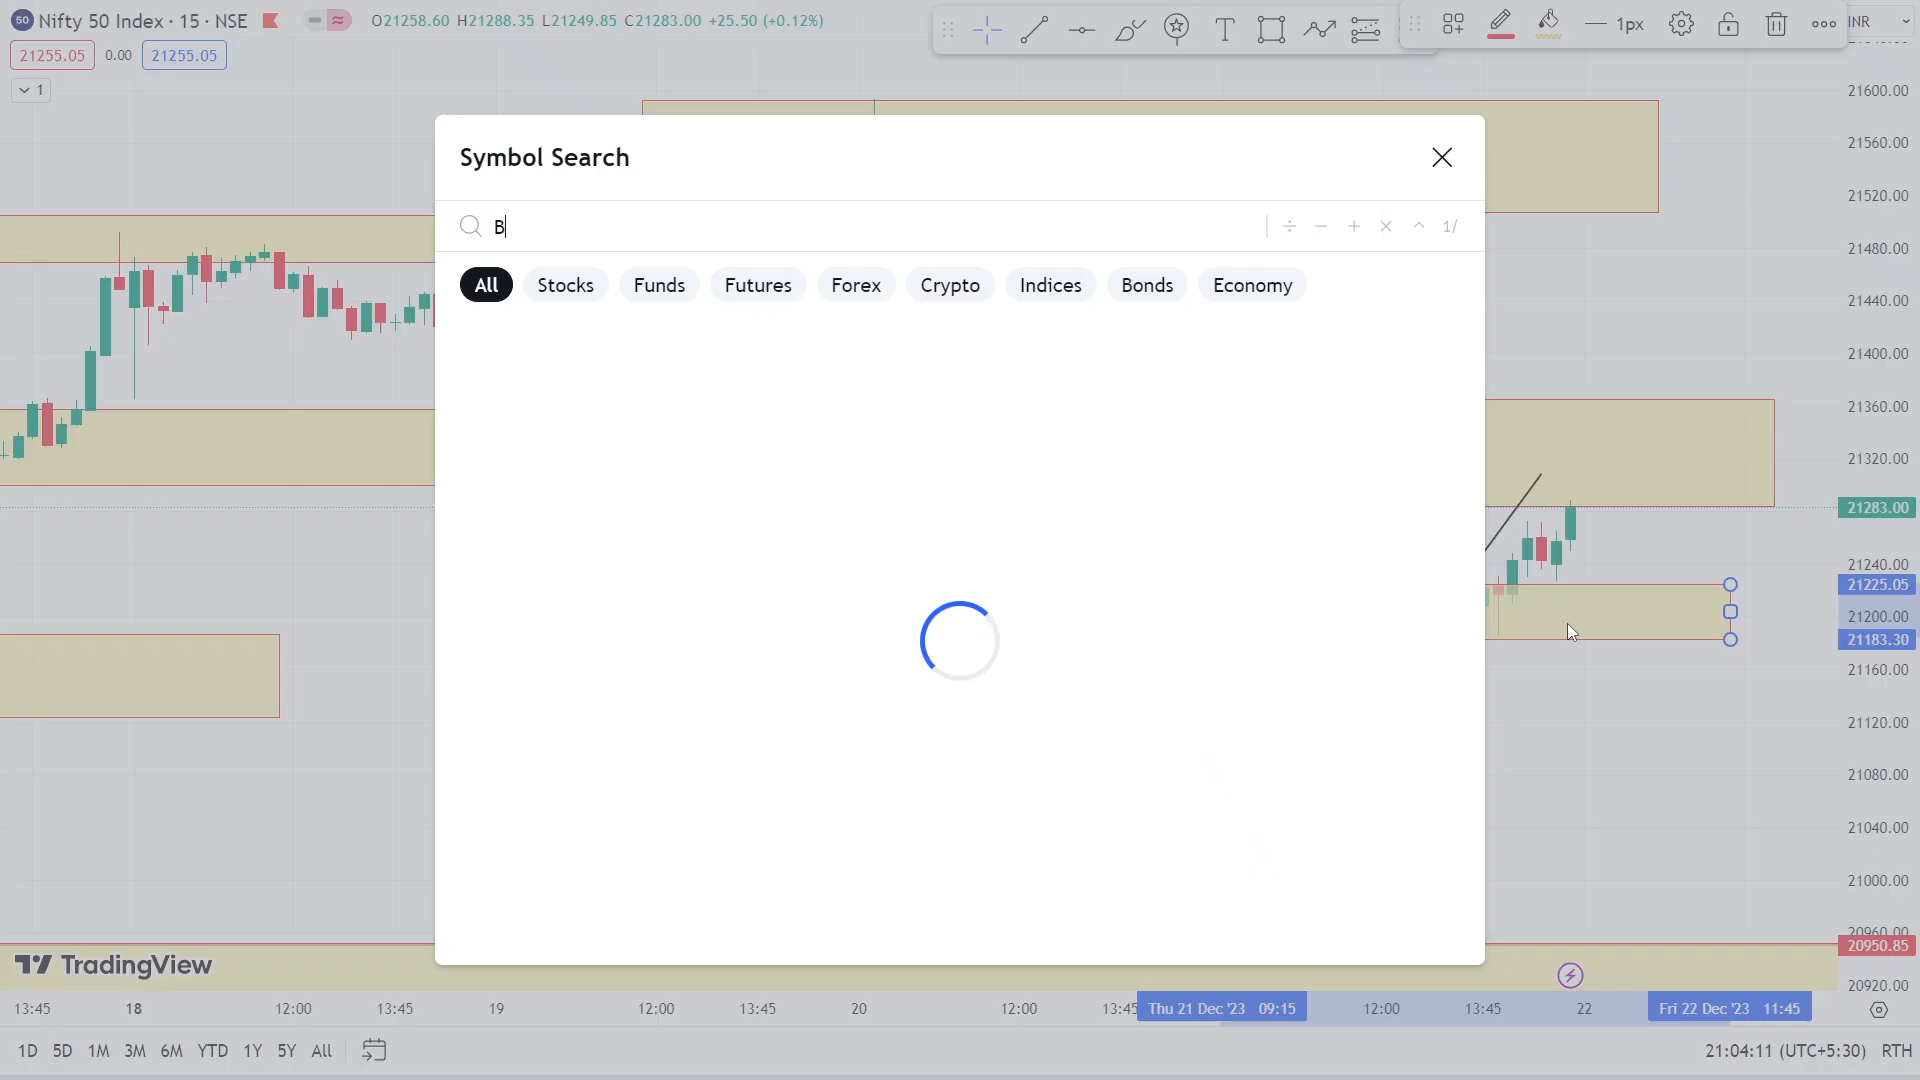 50 Nifty 50 Index · 15 · NSE
O21258.60 H21288.35 L21249.85 C21283.00 +25.50 (+0.12%)
1px
INR
21255.05 0.00 21255.05
1
Symbol Search
B
÷ − + × ^ 1/
All Stocks Funds Futures Forex Crypto Indices Bonds Economy
21600.00
21560.00
21520.00
21480.00
21440.00
21400.00
21360.00
21320.00
21283.00
21240.00
21225.05
21200.00
21183.30
21160.00
21120.00
21080.00
21040.00
21000.00
20960.00
20950.85
20920.00
TradingView
13:45 18 12:00 13:45 19 12:00 13:45 20 12:00 13:45 Thu 21 Dec '23 09:15 12:00 13:45 22 Fri 22 Dec '23 11:45
1D 5D 1M 3M 6M YTD 1Y 5Y All
21:04:11 (UTC+5:30) RTH